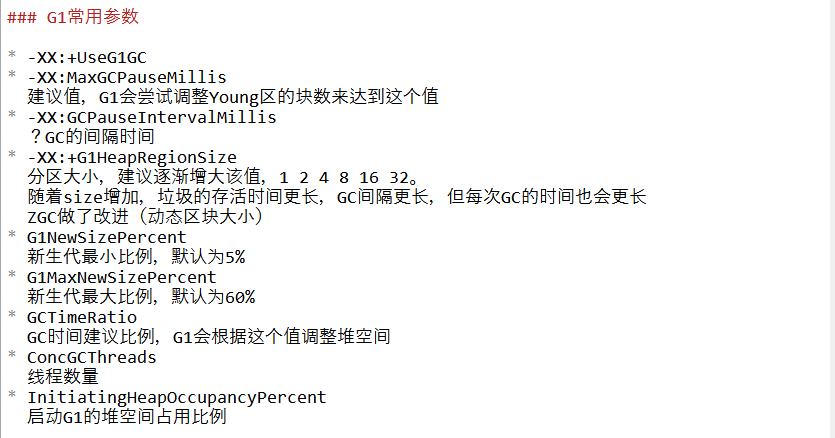 ### G1常用参数
* -XX:+UseG1GC
* -XX:MaxGCPauseMillis
建议值，G1会尝试调整Young区的块数来达到这个值
* -XX:GCPauseIntervalMillis
？GC的间隔时间
* -XX:+G1HeapRegionSize
分区大小，建议逐渐增大该值，1 2 4 8 16 32。
随着size增加，垃圾的存活时间更长，GC间隔更长，但每次GC的时间也会更长
ZGC做了改进（动态区块大小）
* G1NewSizePercent
新生代最小比例，默认为5%
* G1MaxNewSizePercent
新生代最大比例，默认为60%
* GCTimeRatio
GC时间建议比例，G1会根据这个值调整堆空间
* ConcGCThreads
线程数量
* InitiatingHeapOccupancyPercent
启动G1的堆空间占用比例